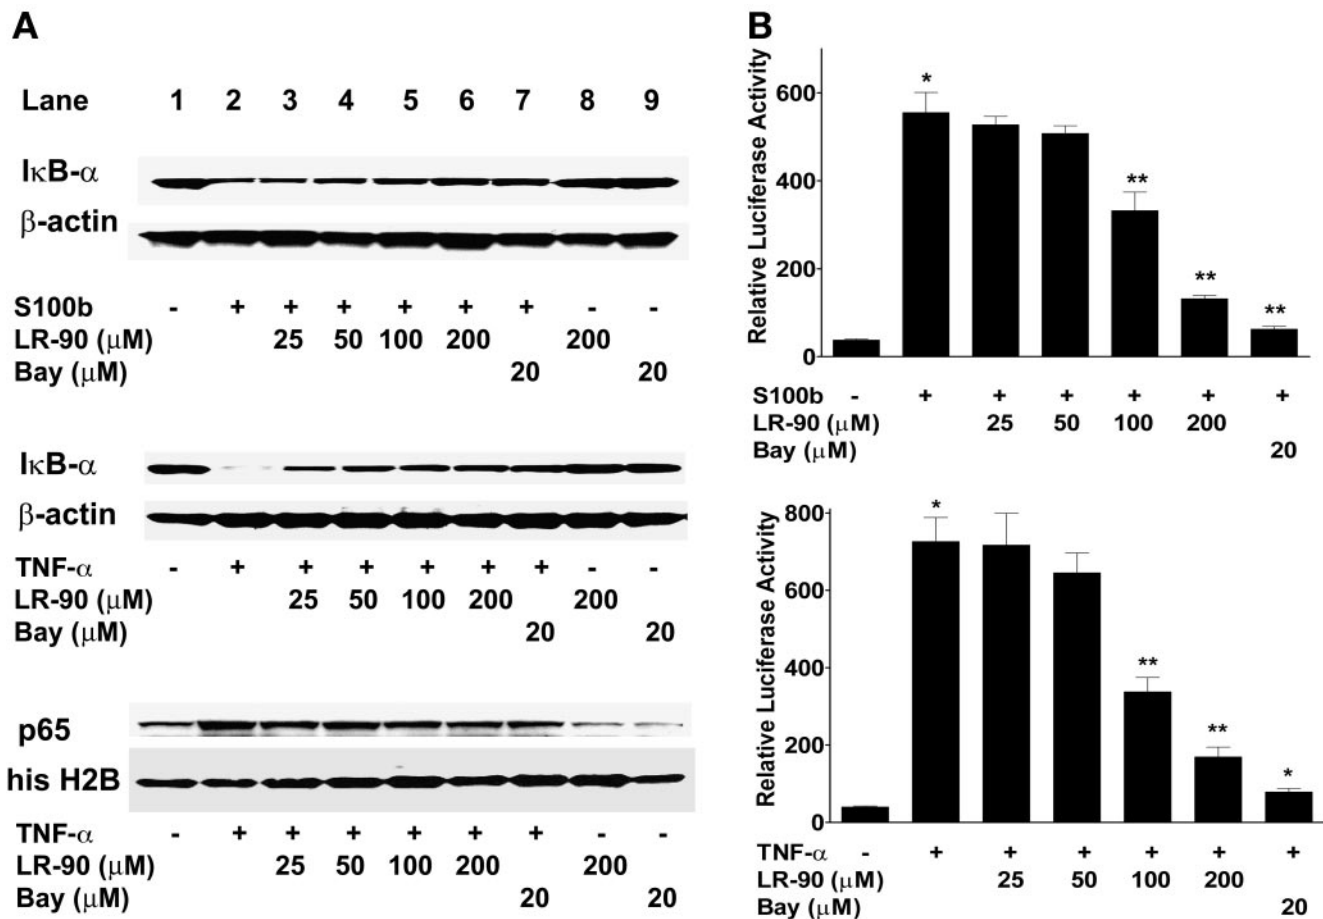 A
Lane 1 2 3 4 5 6 7 8 9
IκB-α
β-actin
S100b - + + + + + + - -
LR-90 (μM) 25 50 100 200 200
Bay (μM) 20 20
IκB-α
β-actin
TNF-α - + + + + + + - -
LR-90 (μM) 25 50 100 200 200
Bay (μM) 20 20
p65
his H2B
TNF-α - + + + + + + - -
LR-90 (μM) 25 50 100 200 200
Bay (μM) 20 20
B
Relative Luciferase Activity
600
400
200
0
*
**
**
**
S100b - + + + + + +
LR-90 (μM) 25 50 100 200
Bay (μM) 20
Relative Luciferase Activity
800
600
400
200
0
*
**
**
*
TNF-α - + + + + + +
LR-90 (μM) 25 50 100 200
Bay (μM) 20